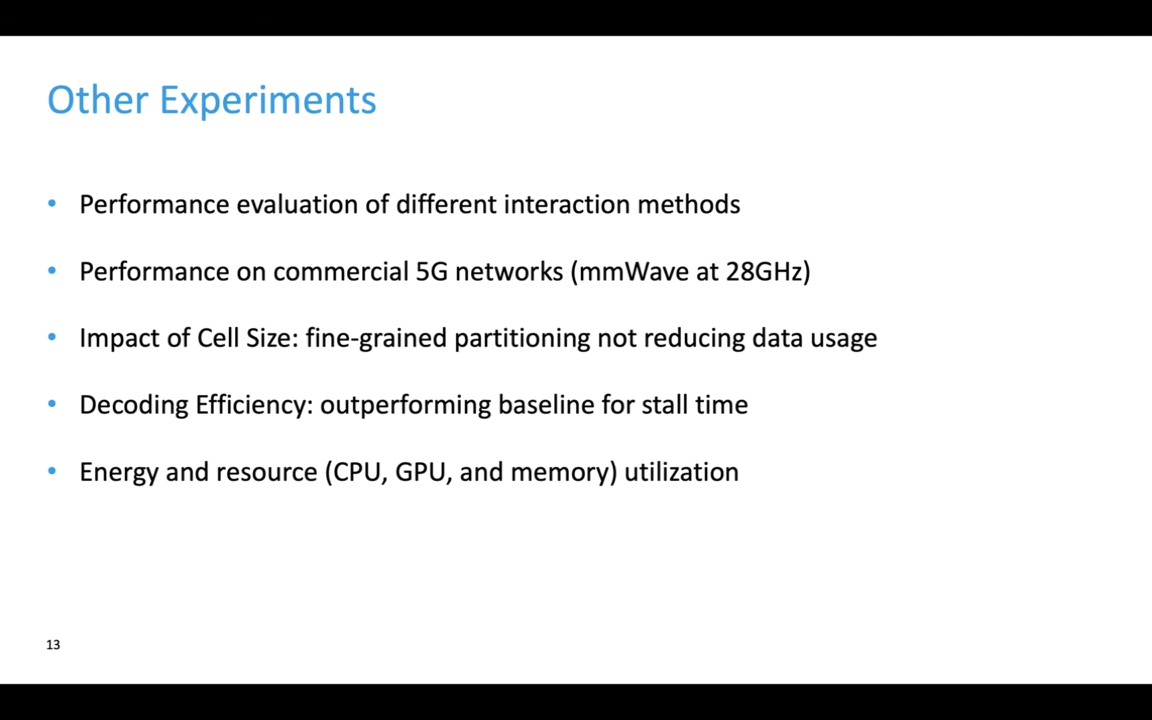 Other Experiments
• Performance evaluation of different interaction methods
• Performance on commercial 5G networks (mmWave at 28GHz)
• Impact of Cell Size: fine-grained partitioning not reducing data usage
• Decoding Efficiency: outperforming baseline for stall time
• Energy and resource (CPU, GPU, and memory) utilization
13